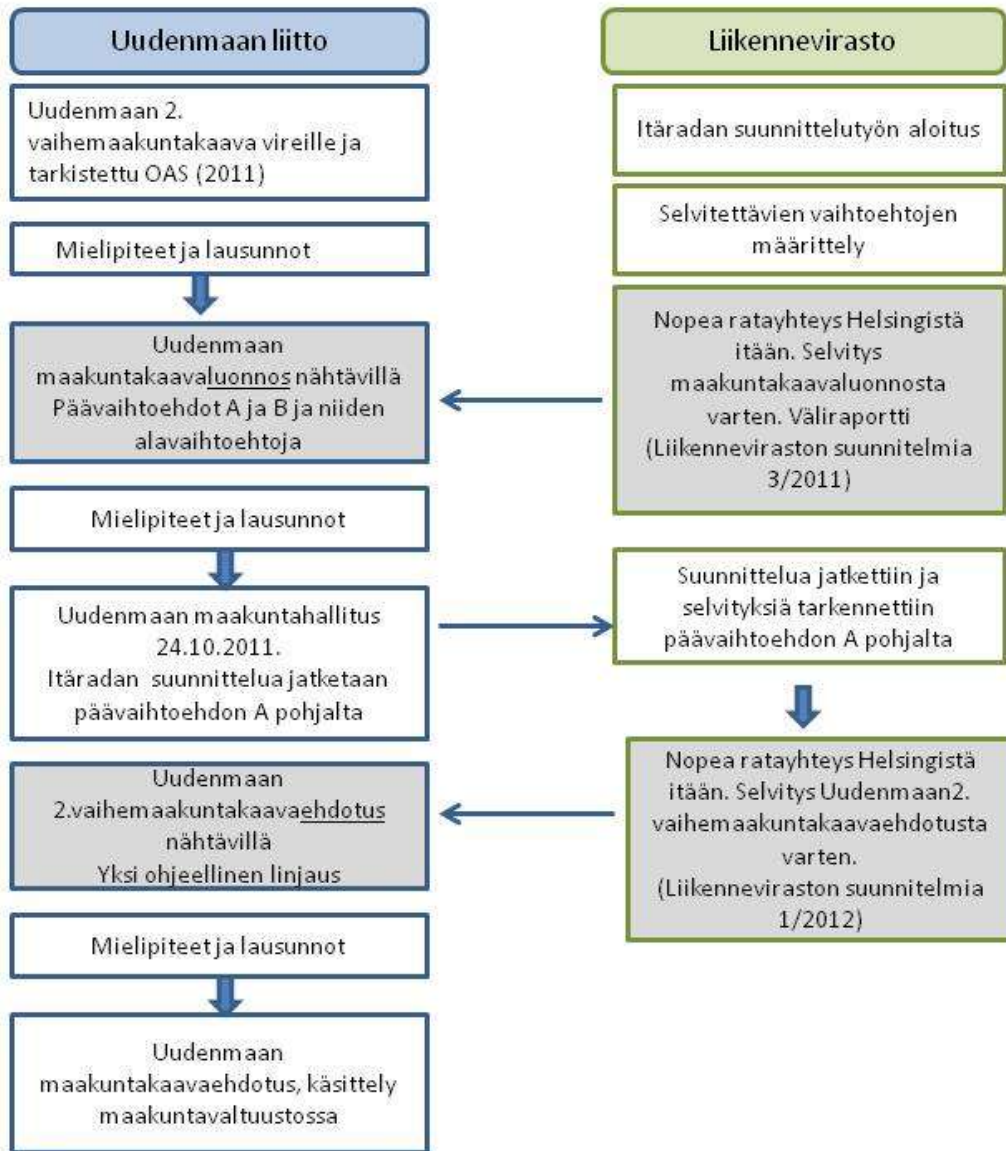 Uudenmaan liitto
Uudenmaan 2.
vaihemaakuntakaava vireille ja
tarkistettu OAS (2011)
Mielipiteet ja lausunnot
Uudenmaan
maakuntakaavaluonnos nähtävillä
Päävaihtoehdot A ja B ja niiden
alavaihtoehtoja
Mielipiteet ja lausunnot
Uudenmaan maakuntahallitus
24.10.2011.
Itäradan suunnittelua jatketaan
päävaihtoehdon A pohjalta
Uudenmaan
2.vaihemaakuntakaavaehdotus
nähtävillä
Yksi ohjeellinen linjaus
Mielipiteet ja lausunnot
Uudenmaan
maakuntakaavaehdotus, käsittely
maakuntavaltuustossa
Liikennevirasto
Itäradan suunnittelutyön aloitus
Selvitettävien vaihtoehtojen
määrittely
Nopea ratayhteys Helsingistä
itään. Selvitys
maakuntakaavaluonnosta
varten. Väliraportti
(Liikenneviraston suunnitelmia
3/2011)
Suunnittelua jatkettiin ja
selvityksiä tarkennettiin
päävaihtoehdon A pohjalta
Nopea ratayhteys Helsingistä
itään. Selvitys Uudenmaan2.
vaihemaakuntakaavaehdotusta
varten.
(Liikenneviraston suunnitelmia
1/2012)